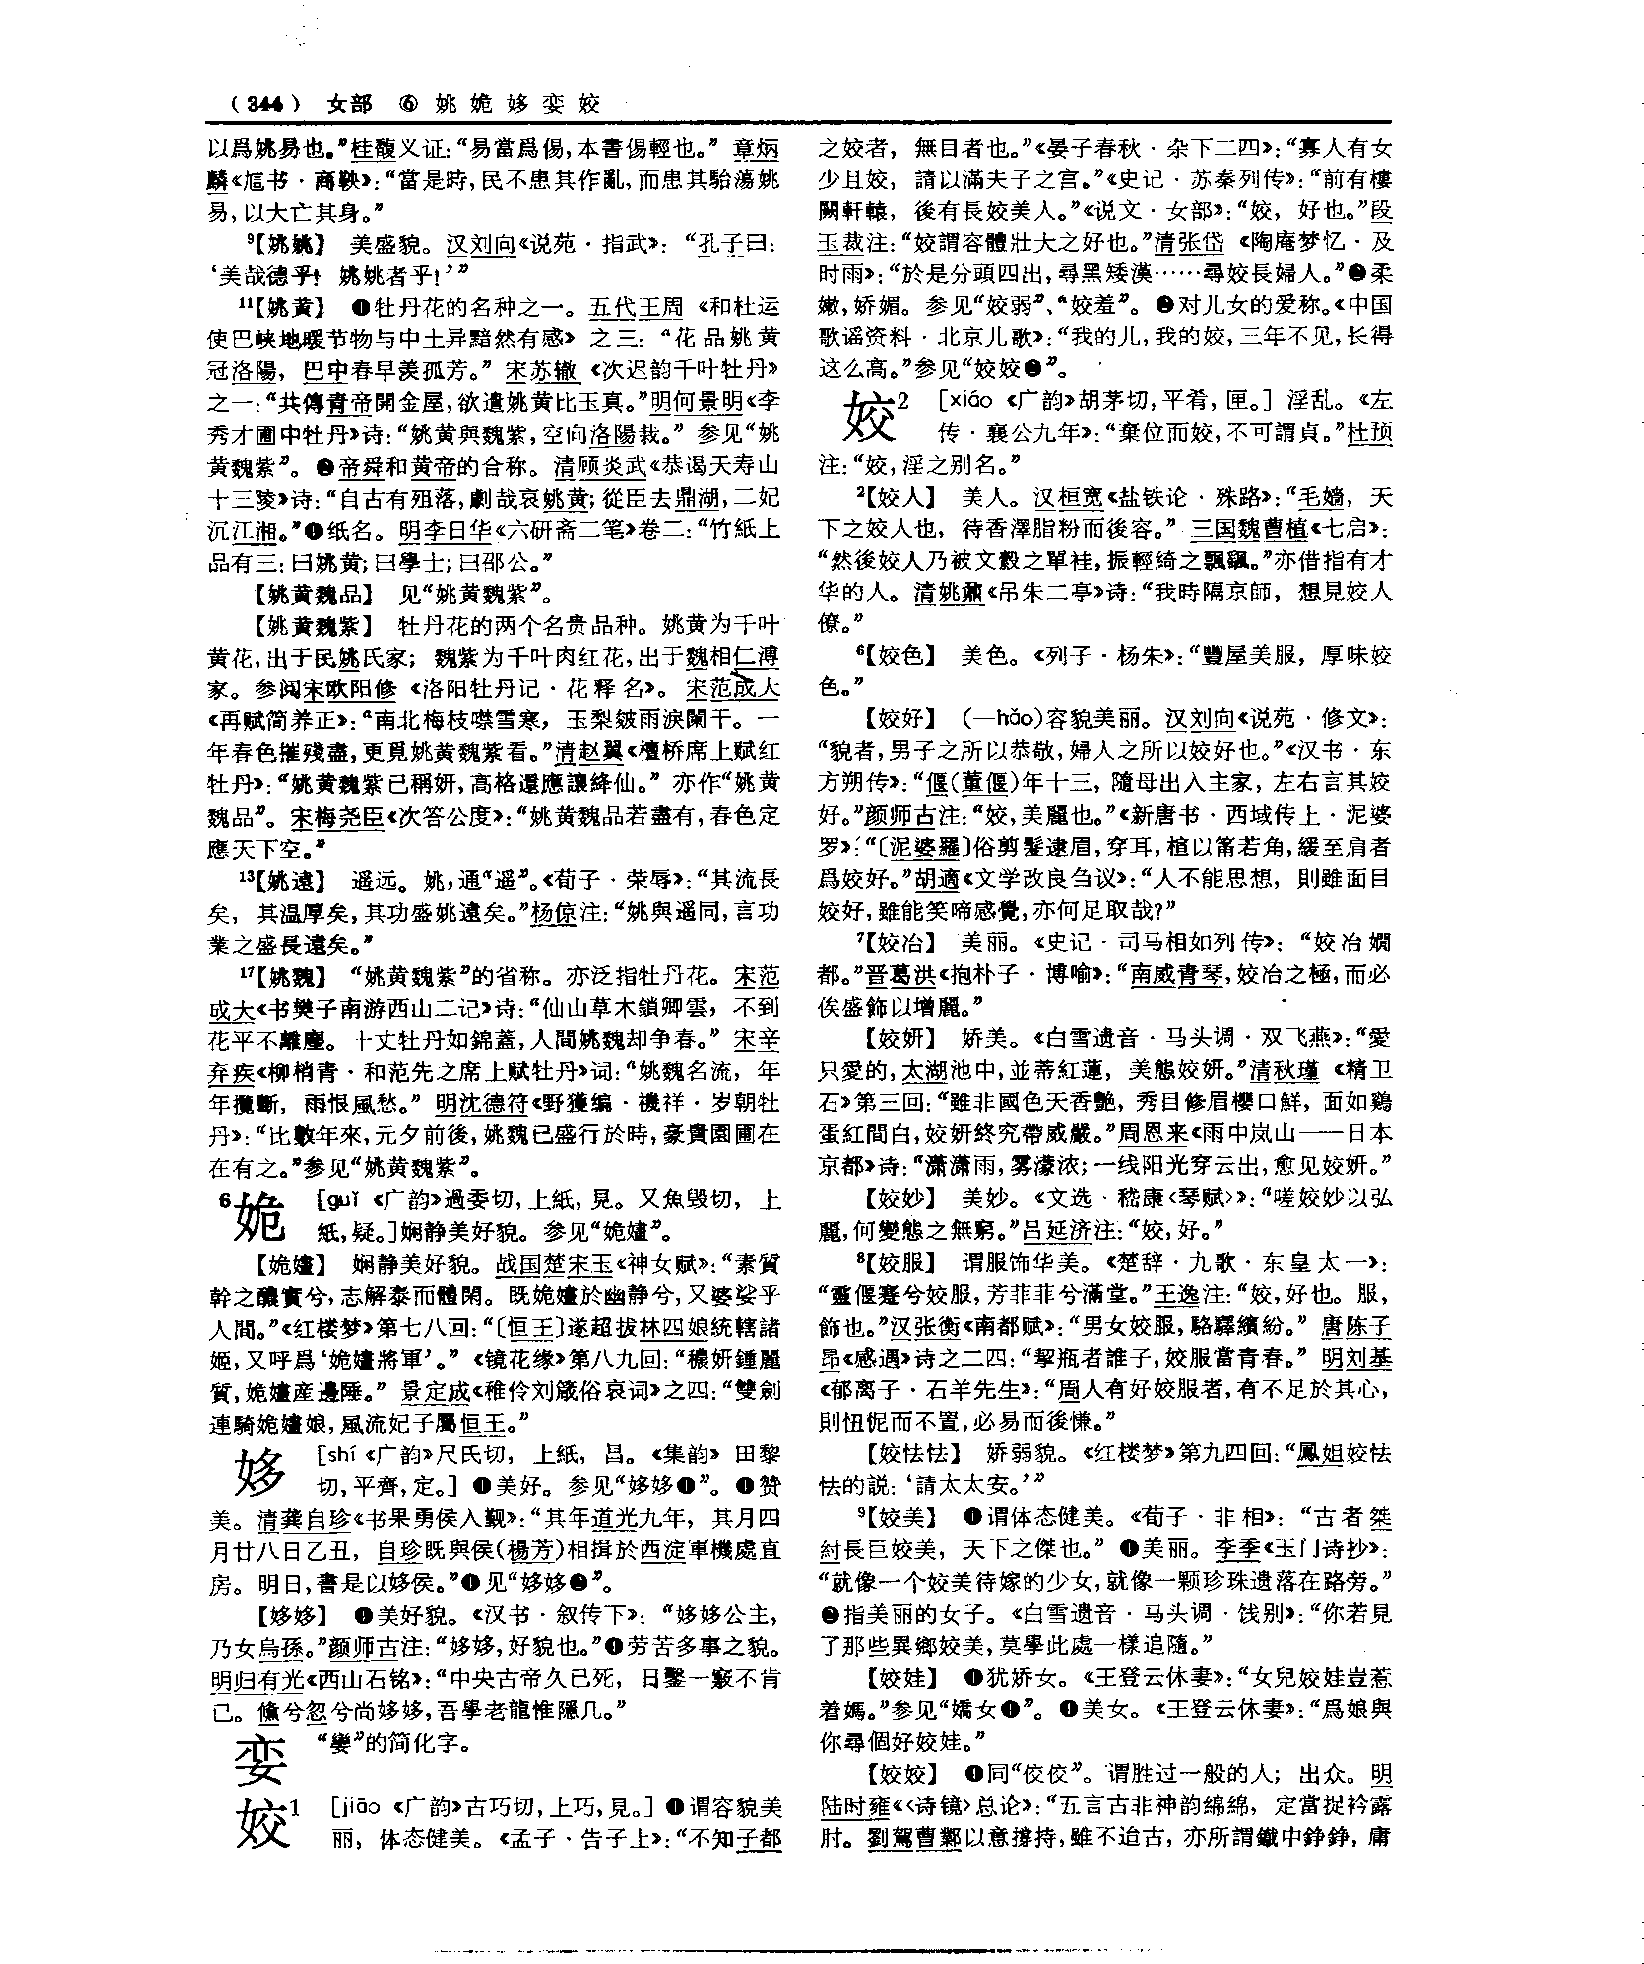 （344） 女部 ⑥ 姚姽姼娈姣
以爲姚易也。”桂馥义证：“易當爲傷，本書傷輕也。” 章炳
麟《訄书·商鞅》：“當是時，民不患其作亂，而患其駘蕩姚
易，以大亡其身。”
⁹【姚姚】 美盛貌。汉刘向《说苑·指武》：“孔子曰：
‘美哉德乎！姚姚者乎！’”
¹¹【姚黄】 ❶牡丹花的名种之一。五代王周《和杜运
使巴峡地暖节物与中土异黯然有感》之三：“花品姚黄
冠洛陽，巴中春早羨孤芳。” 宋苏辙《次迟韵千叶牡丹》
之一：“共傳青帝開金屋，欲遣姚黄比玉真。”明何景明《李
秀才圃中牡丹》诗：“姚黄與魏紫，空向洛陽栽。” 参见“姚
黄魏紫”。❷帝舜和黄帝的合称。清顾炎武《恭谒天寿山
十三陵》诗：“自古有殂落，劇哉哀姚黄；從臣去鼎湖，二妃
沉江湘。”❸纸名。明李日华《六研斋二笔》卷二：“竹紙上
品有三：曰姚黄；曰學士；曰邵公。”
【姚黄魏品】 见“姚黄魏紫”。
【姚黄魏紫】 牡丹花的两个名贵品种。姚黄为千叶
黄花，出于民姚氏家；魏紫为千叶肉红花，出于魏相仁溥
家。参阅宋欧阳修《洛阳牡丹记·花释名》。 宋范成大
《再赋简养正》：“南北梅枝噤雪寒，玉梨皴雨淚闌干。一
年春色摧殘盡，更覓姚黄魏紫看。”清赵翼《檀桥席上赋红
牡丹》：“姚黄魏紫已稱妍，高格還應讓絳仙。” 亦作“姚黄
魏品”。宋梅尧臣《次答公度》：“姚黄魏品若盡有，春色定
應天下空。”
¹³【姚遠】 遥远。姚，通“遥”。《荀子·荣辱》：“其流長
矣，其温厚矣，其功盛姚遠矣。”杨倞注：“姚與遥同，言功
業之盛長遠矣。”
¹⁷【姚魏】 “姚黄魏紫”的省称。亦泛指牡丹花。宋范
成大《书樊子南游西山二记》诗：“仙山草木鎖卿雲，不到
花平不離塵。十丈牡丹如錦蓋，人間姚魏却争春。” 宋辛
弃疾《柳梢青·和范先之席上赋牡丹》词：“姚魏名流，年
年攬斷，雨恨風愁。” 明沈德符《野獲编·禨祥·岁朝牡
丹》：“比數年來，元夕前後，姚魏已盛行於時，豪貴園圃在
在有之。”参见“姚黄魏紫”。
6姽 ［guǐ《广韵》過委切，上紙，見。又魚毁切，上
紙，疑。］娴静美好貌。参见“姽嫿”。
【姽嫿】 娴静美好貌。战国楚宋玉《神女赋》：“素質
幹之醲實兮，志解泰而體閑。既姽嫿於幽静兮，又婆娑乎
人間。”《红楼梦》第七八回：“〔恒王〕遂超拔林四娘統轄諸
姬，又呼爲‘姽嫿將軍’。”《镜花缘》第八九回：“穠妍鍾麗
質，姽嫿産邊陲。” 景定成《稚伶刘箴俗哀词》之四：“雙劍
連騎姽嫿娘，風流妃子屬恒王。”
姼 ［shí《广韵》尺氏切，上紙，昌。《集韵》田黎
切，平齊，定。］❶美好。参见“姼姼❶”。❷赞
美。清龚自珍《书果勇侯入觐》：“其年道光九年，其月四
月廿八日乙丑，自珍既與侯（楊芳）相揖於西淀軍機處直
房。明日，書是以姼侯。”❸见“姼姼❷”。
【姼姼】 ❶美好貌。《汉书·叙传下》：“姼姼公主，
乃女烏孫。”颜师古注：“姼姼，好貌也。”❷劳苦多事之貌。
明归有光《西山石铭》：“中央古帝久已死，日鑿一竅不肯
已。儵兮忽兮尚姼姼，吾學老龍惟隱几。”
娈 “孌”的简化字。
姣1 ［jiāo《广韵》古巧切，上巧，見。］❶谓容貌美
丽，体态健美。《孟子·告子上》：“不知子都
之姣者，無目者也。”《晏子春秋·杂下二四》：“寡人有女
少且姣，請以滿夫子之宫。”《史记·苏秦列传》：“前有樓
闕軒轅，後有長姣美人。”《说文·女部》：“姣，好也。”段
玉裁注：“姣謂容體壯大之好也。”清张岱《陶庵梦忆·及
时雨》：“於是分頭四出，尋黑矮漢……尋姣長婦人。”❷柔
嫩，娇媚。参见“姣弱”、“姣羞”。❸对儿女的爱称。《中国
歌谣资料·北京儿歌》：“我的儿，我的姣，三年不见，长得
这么高。”参见“姣姣❷”。
姣2 ［xiáo《广韵》胡茅切，平肴，匣。］淫乱。《左
传·襄公九年》：“棄位而姣，不可謂貞。”杜预
注：“姣，淫之别名。”
²【姣人】 美人。汉桓宽《盐铁论·殊路》：“毛嬙，天
下之姣人也，待香澤脂粉而後容。” 三国魏曹植《七启》：
“然後姣人乃被文縠之華袿，振輕绮之飄颻。”亦借指有才
华的人。清姚鼐《吊朱二亭》诗：“我時隔京師，想見姣人
僚。”
⁶【姣色】 美色。《列子·杨朱》：“豐屋美服，厚味姣
色。”
【姣好】 （—hǎo）容貌美丽。汉刘向《说苑·修文》：
“貌者，男子之所以恭敬，婦人之所以姣好也。”《汉书·东
方朔传》：“偃（董偃）年十三，隨母出入主家，左右言其姣
好。”颜师古注：“姣，美麗也。”《新唐书·西域传上·泥婆
罗》：“〔泥婆羅〕俗剪髮逮眉，穿耳，楦以筩若角，緩至肩者
爲姣好。”胡適《文学改良刍议》：“人不能思想，則雖面目
姣好，雖能笑啼感覺，亦何足取哉？”
⁷【姣冶】 美丽。《史记·司马相如列传》：“姣冶嫺
都。”晋葛洪《抱朴子·博喻》：“南威青琴，姣冶之極，而必
俟盛飾以增麗。”
【姣妍】 娇美。《白雪遗音·马头调·双飞燕》：“愛
只愛的，太湖池中，並蒂紅蓮，美態姣妍。”清秋瑾《精卫
石》第三回：“雖非國色天香艷，秀目修眉櫻口鮮，面如鷄
蛋紅間白，姣妍終究帶威嚴。”周恩来《雨中岚山——日本
京都》诗：“潇潇雨，雾濛浓；一线阳光穿云出，愈见姣妍。”
【姣妙】 美妙。《文选·嵇康〈琴赋〉》：“嗟姣妙以弘
麗，何變態之無窮。”吕延济注：“姣，好。”
⁸【姣服】 谓服饰华美。《楚辞·九歌·东皇太一》：
“靈偃蹇兮姣服，芳菲菲兮滿堂。”王逸注：“姣，好也。服，
飾也。”汉张衡《南都赋》：“男女姣服，駱驛繽紛。” 唐陈子
昂《感遇》诗之二四：“挈瓶者誰子，姣服當青春。” 明刘基
《郁离子·石羊先生》：“周人有好姣服者，有不足於其心，
則忸怩而不置，必易而後慊。”
【姣怯怯】 娇弱貌。《红楼梦》第九四回：“鳳姐姣怯
怯的説：‘請太太安。’”
⁹【姣美】 ❶谓体态健美。《荀子·非相》：“古者桀
紂長巨姣美，天下之傑也。” ❷美丽。李季《玉门诗抄》：
“就像一个姣美待嫁的少女，就像一颗珍珠遗落在路旁。”
❸指美丽的女子。《白雪遗音·马头调·饯别》：“你若見
了那些異鄉姣美，莫學此處一樣追隨。”
【姣娃】 ❶犹娇女。《王登云休妻》：“女兒姣娃豈惹
着媽。”参见“嬌女❶”。❷美女。《王登云休妻》：“爲娘與
你尋個好姣娃。”
【姣姣】 ❶同“佼佼”。谓胜过一般的人；出众。明
陆时雍《〈诗镜〉总论》：“五言古非神韵绵綿，定當捉衿露
肘。劉駕曹鄴以意撐持，雖不迨古，亦所謂鐵中錚錚，庸